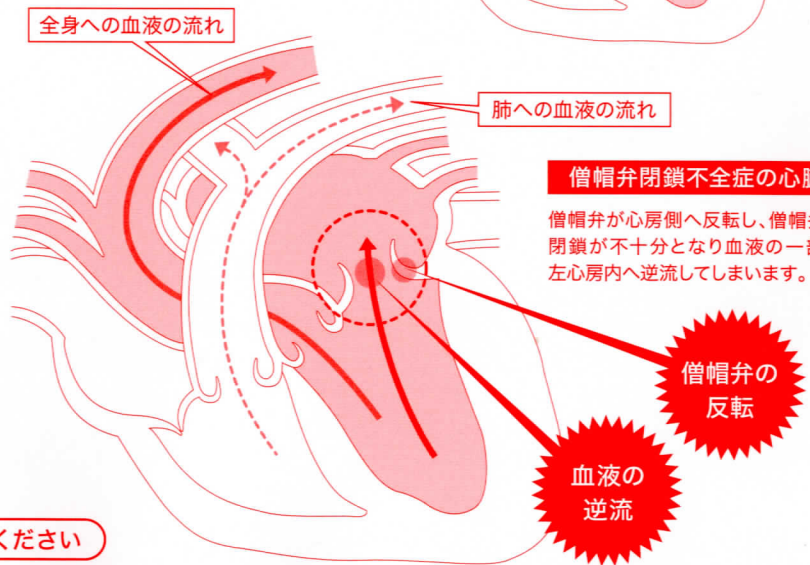 全身への血液の流れ
肺への血液の流れ
僧帽弁閉鎖不全症の心
僧帽弁が心房側へ反転し、僧帽
閉鎖が不十分となり血液の一
左心房内へ逆流してしまいます。
僧帽弁の
反転
血液の
逆流
ください